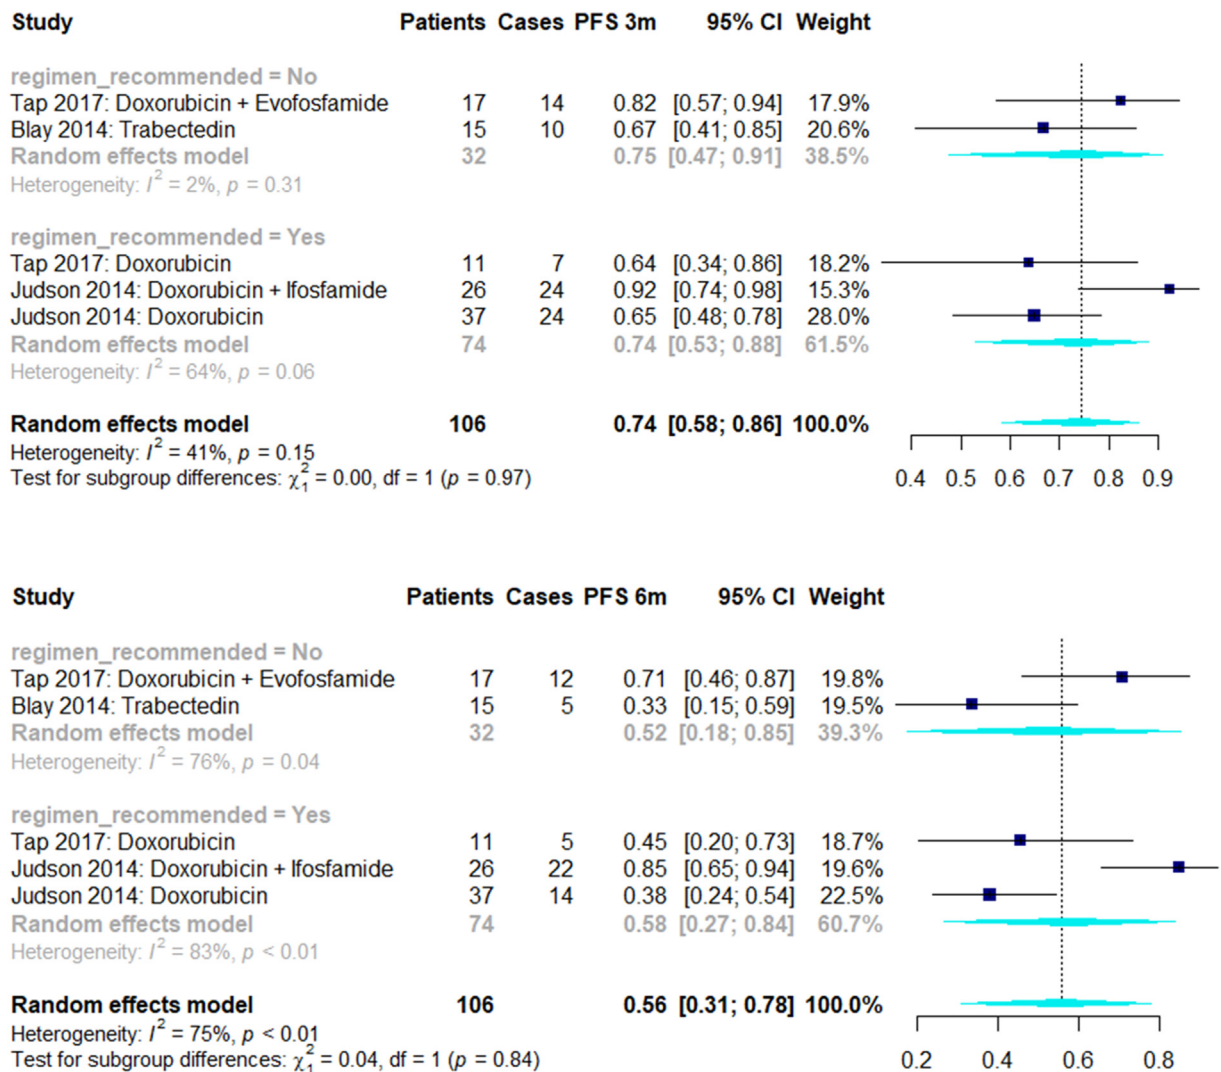 Study Patients Cases PFS 3m 95% CI Weight
regimen_recommended = No
Tap 2017: Doxorubicin + Evofosfamide 17 14 0.82 [0.57; 0.94] 17.9%
Blay 2014: Trabectedin 15 10 0.67 [0.41; 0.85] 20.6%
Random effects model 32 0.75 [0.47; 0.91] 38.5%
Heterogeneity: I² = 2%, p = 0.31
regimen_recommended = Yes
Tap 2017: Doxorubicin 11 7 0.64 [0.34; 0.86] 18.2%
Judson 2014: Doxorubicin + Ifosfamide 26 24 0.92 [0.74; 0.98] 15.3%
Judson 2014: Doxorubicin 37 24 0.65 [0.48; 0.78] 28.0%
Random effects model 74 0.74 [0.53; 0.88] 61.5%
Heterogeneity: I² = 64%, p = 0.06
Random effects model 106 0.74 [0.58; 0.86] 100.0%
Heterogeneity: I² = 41%, p = 0.15
Test for subgroup differences: χ²₁ = 0.00, df = 1 (p = 0.97)
0.4 0.5 0.6 0.7 0.8 0.9
Study Patients Cases PFS 6m 95% CI Weight
regimen_recommended = No
Tap 2017: Doxorubicin + Evofosfamide 17 12 0.71 [0.46; 0.87] 19.8%
Blay 2014: Trabectedin 15 5 0.33 [0.15; 0.59] 19.5%
Random effects model 32 0.52 [0.18; 0.85] 39.3%
Heterogeneity: I² = 76%, p = 0.04
regimen_recommended = Yes
Tap 2017: Doxorubicin 11 5 0.45 [0.20; 0.73] 18.7%
Judson 2014: Doxorubicin + Ifosfamide 26 22 0.85 [0.65; 0.94] 19.6%
Judson 2014: Doxorubicin 37 14 0.38 [0.24; 0.54] 22.5%
Random effects model 74 0.58 [0.27; 0.84] 60.7%
Heterogeneity: I² = 83%, p < 0.01
Random effects model 106 0.56 [0.31; 0.78] 100.0%
Heterogeneity: I² = 75%, p < 0.01
Test for subgroup differences: χ²₁ = 0.04, df = 1 (p = 0.84)
0.2 0.4 0.6 0.8